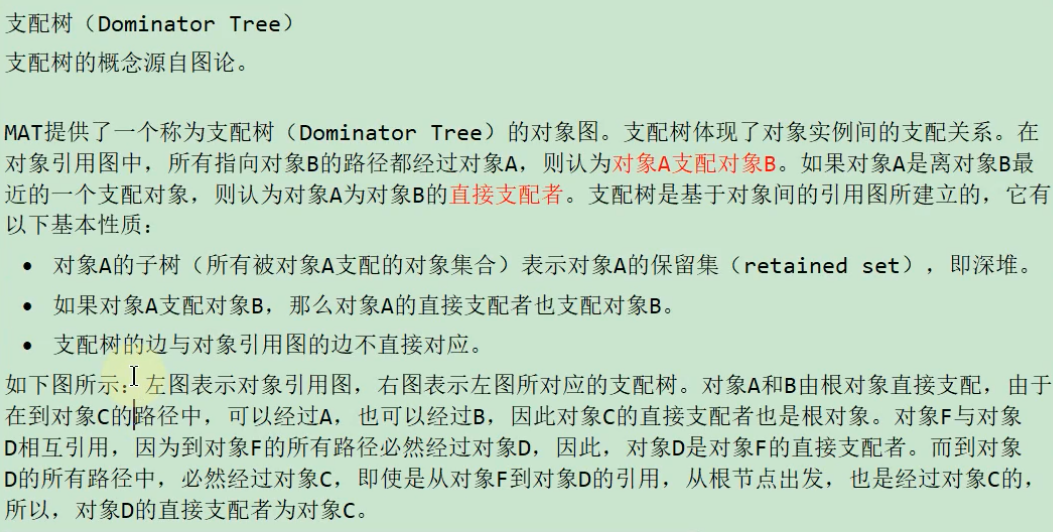 支配树（Dominator Tree）
支配树的概念源自图论。
MAT提供了一个称为支配树（Dominator Tree）的对象图。支配树体现了对象实例间的支配关系。在
对象引用图中，所有指向对象B的路径都经过对象A，则认为对象A支配对象B。如果对象A是离对象B最
近的一个支配对象，则认为对象A为对象B的直接支配者。支配树是基于对象间的引用图所建立的，它有
以下基本性质：
• 对象A的子树（所有被对象A支配的对象集合）表示对象A的保留集（retained set），即深堆。
• 如果对象A支配对象B，那么对象A的直接支配者也支配对象B。
• 支配树的边与对象引用图的边不直接对应。
如下图所示：左图表示对象引用图，右图表示左图所对应的支配树。对象A和B由根对象直接支配，由于
在到对象C的路径中，可以经过A，也可以经过B，因此对象C的直接支配者也是根对象。对象F与对象
D相互引用，因为到对象F的所有路径必然经过对象D，因此，对象D是对象F的直接支配者。而到对象
D的所有路径中，必然经过对象C，即使是从对象F到对象D的引用，从根节点出发，也是经过对象C的，
所以，对象D的直接支配者为对象C。